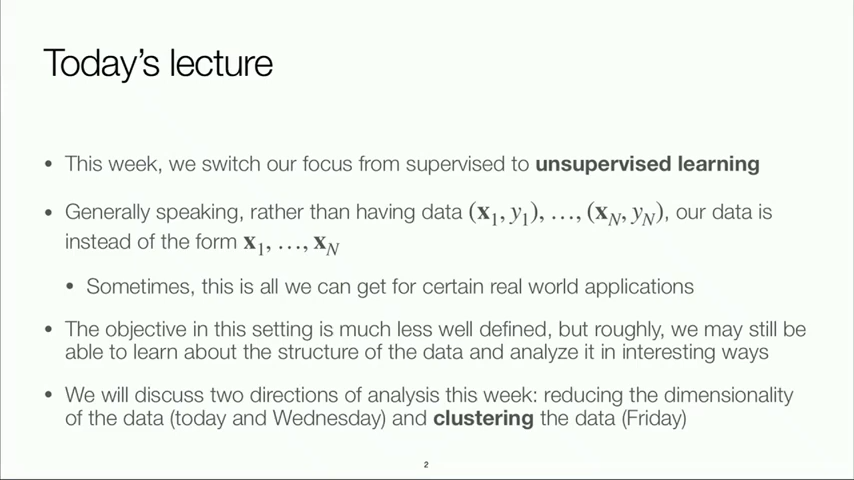 Today's lecture
• This week, we switch our focus from supervised to unsupervised learning
• Generally speaking, rather than having data (x₁, y₁), …, (x_N, y_N), our data is
instead of the form x₁, …, x_N
• Sometimes, this is all we can get for certain real world applications
• The objective in this setting is much less well defined, but roughly, we may still be
able to learn about the structure of the data and analyze it in interesting ways
• We will discuss two directions of analysis this week: reducing the dimensionality
of the data (today and Wednesday) and clustering the data (Friday)
2